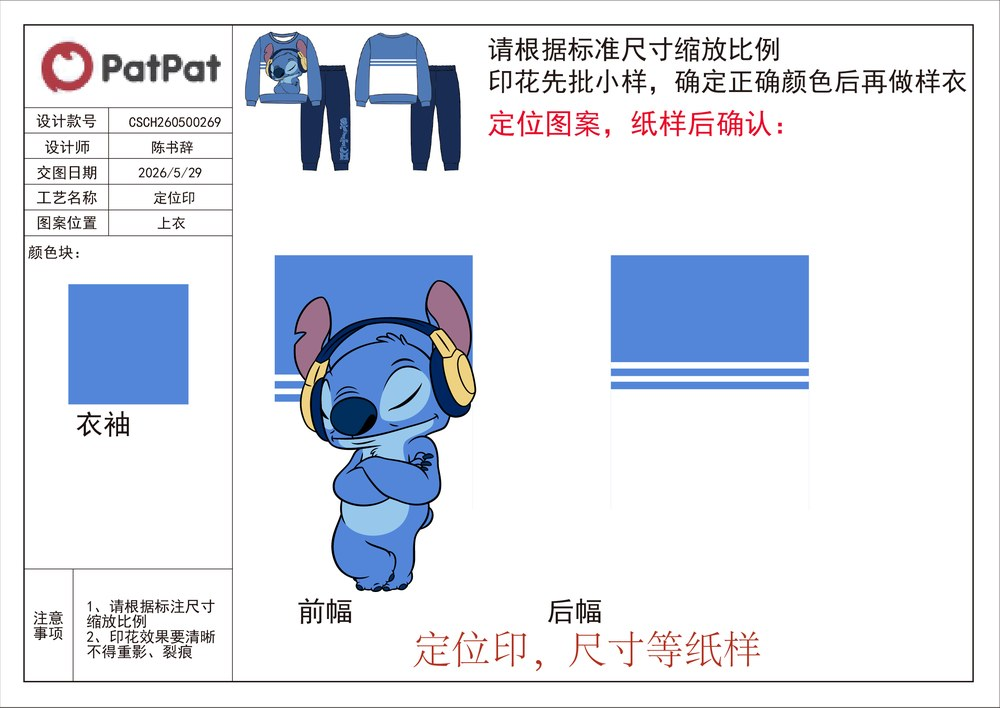 PatPat
设计款号 CSCH260500269
设计师 陈书辞
交图日期 2026/5/29
工艺名称 定位印
图案位置 上衣
颜色块:
衣袖
注意事项
1、请根据标注尺寸
缩放比例
2、印花效果要清晰
不得重影、裂痕
请根据标准尺寸缩放比例
印花先批小样，确定正确颜色后再做样衣
定位图案，纸样后确认:
前幅
后幅
定位印，尺寸等纸样